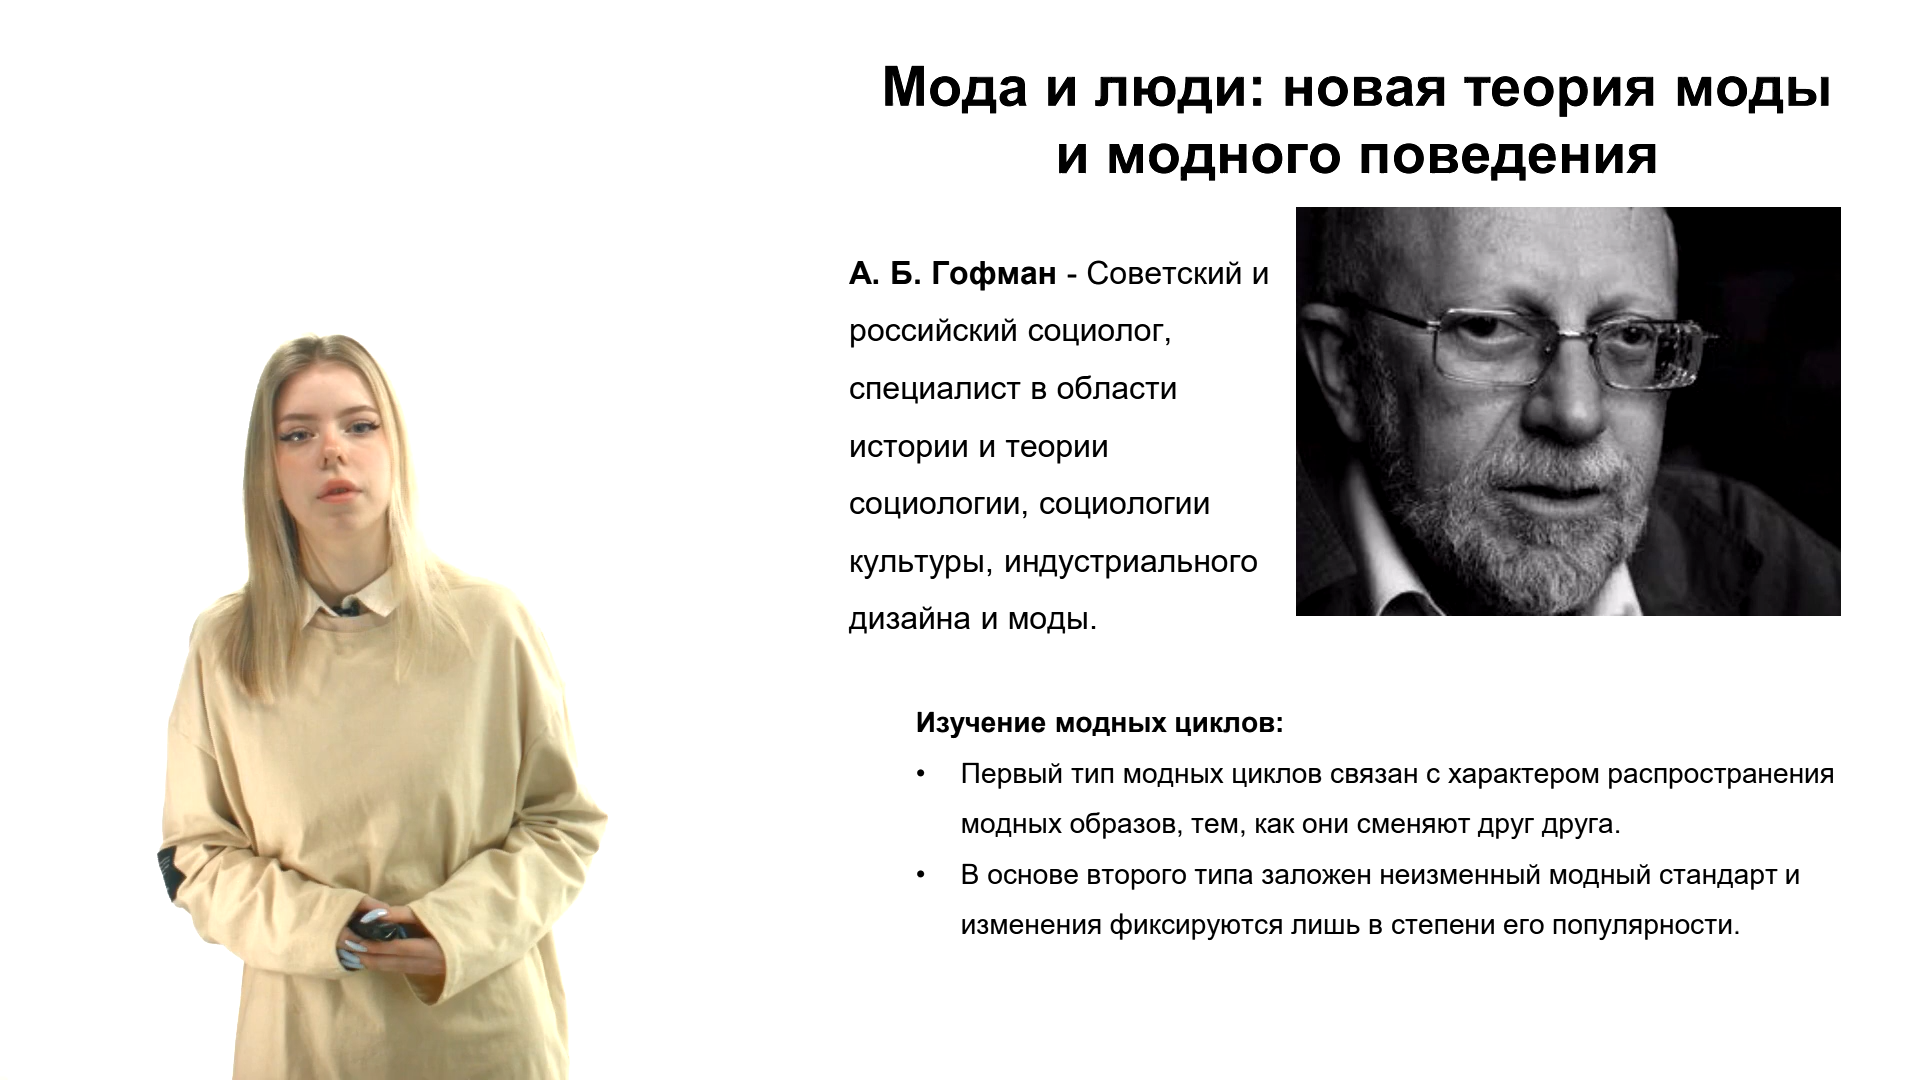 Мода и люди: новая теория моды
и модного поведения
А. Б. Гофман - Советский и
российский социолог,
специалист в области
истории и теории
социологии, социологии
культуры, индустриального
дизайна и моды.
Изучение модных циклов:
• Первый тип модных циклов связан с характером распространения
модных образов, тем, как они сменяют друг друга.
• В основе второго типа заложен неизменный модный стандарт и
изменения фиксируются лишь в степени его популярности.